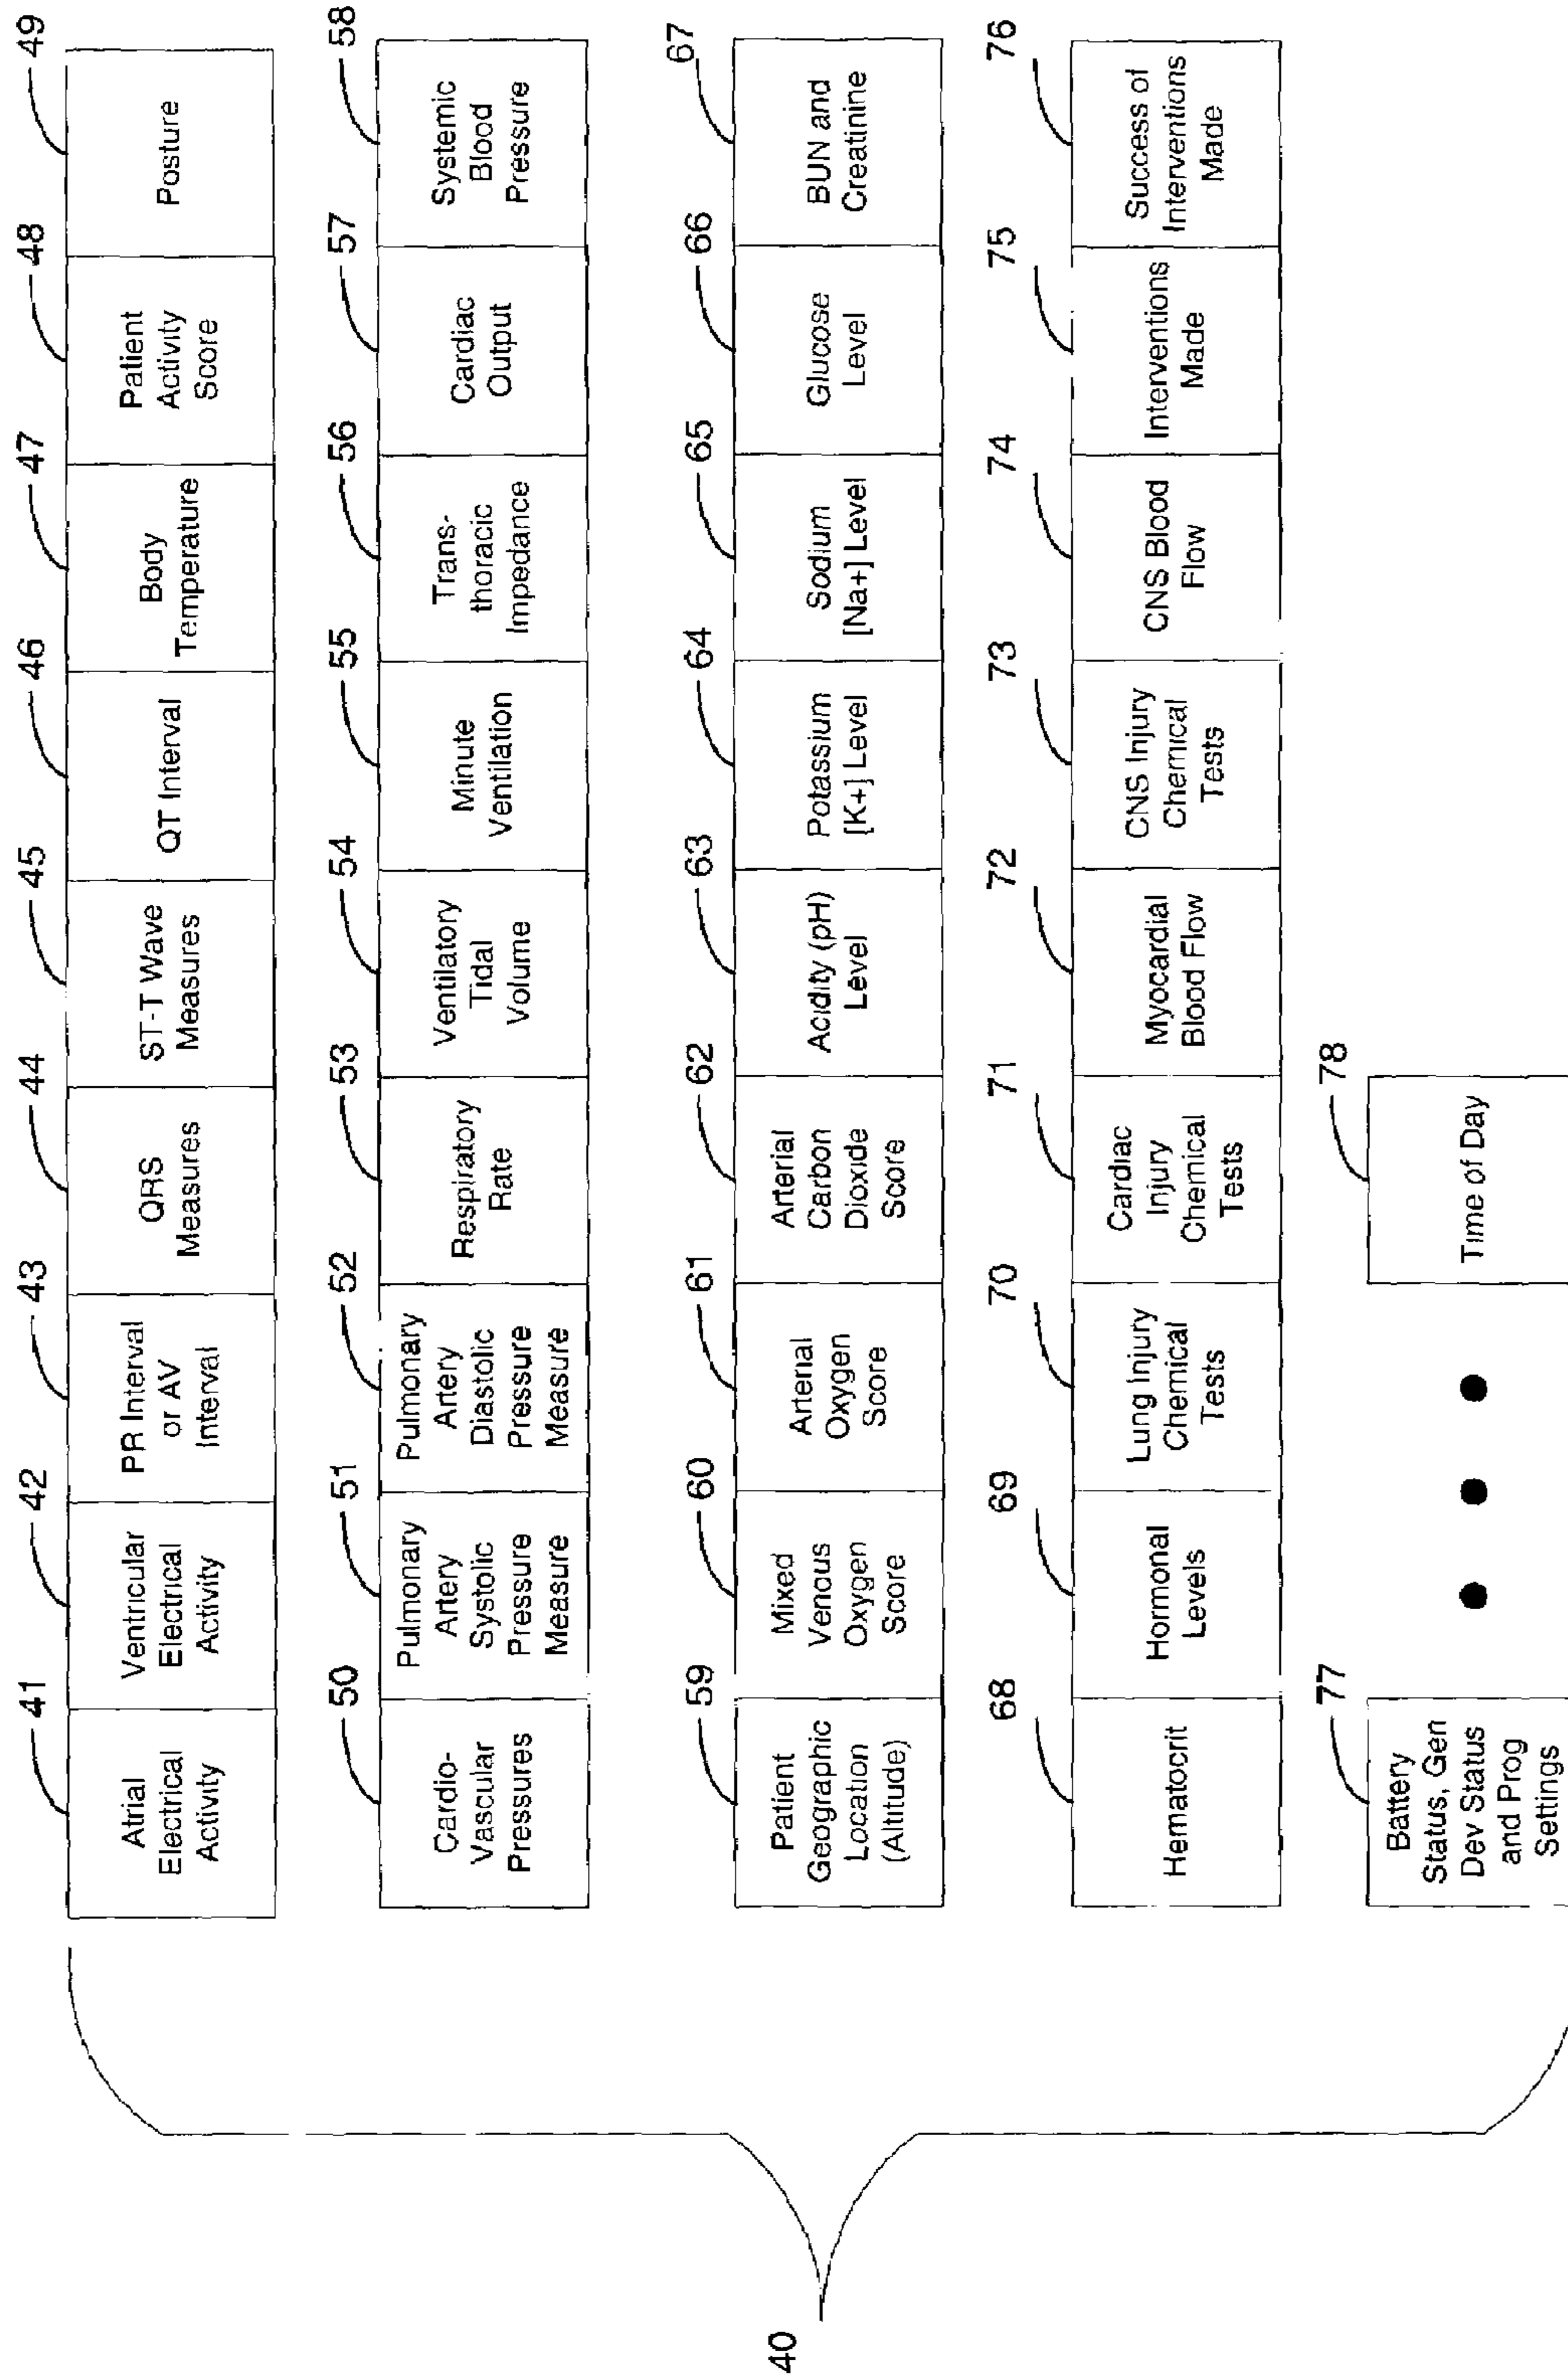 40
41
42
43
44
45
46
47
48
49
Atrial
Electrical
Activity
Ventricular
Electrical
Activity
PR Interval
or AV
Interval
QRS
Measures
ST-T Wave
Measures
QT Interval
Body
Temperature
Patient
Activity
Score
Posture
50
51
52
53
54
55
56
57
58
Cardio-
Vascular
Pressures
Pulmonary
Artery
Systolic
Pressure
Measure
Pulmonary
Artery
Diastolic
Pressure
Measure
Respiratory
Rate
Ventilatory
Tidal
Volume
Minute
Ventilation
Trans-
thoracic
Impedance
Cardiac
Output
Systemic
Blood
Pressure
59
60
61
62
63
64
65
66
67
Patient
Geographic
Location
(Altitude)
Mixed
Venous
Oxygen
Score
Arterial
Oxygen
Score
Arterial
Carbon
Dioxide
Score
Acidity (pH)
Level
Potassium
[K+] Level
Sodium
[Na+] Level
Glucose
Level
BUN and
Creatinine
68
69
70
71
72
73
74
75
76
Hematocrit
Hormonal
Levels
Lung Injury
Chemical
Tests
Cardiac
Injury
Chemical
Tests
Myocardial
Blood Flow
CNS Injury
Chemical
Tests
CNS Blood
Flow
Interventions
Made
Success of
Interventions
Made
77
78
Battery
Status, Gen
Dev Status
and Prog
Settings
Time of Day